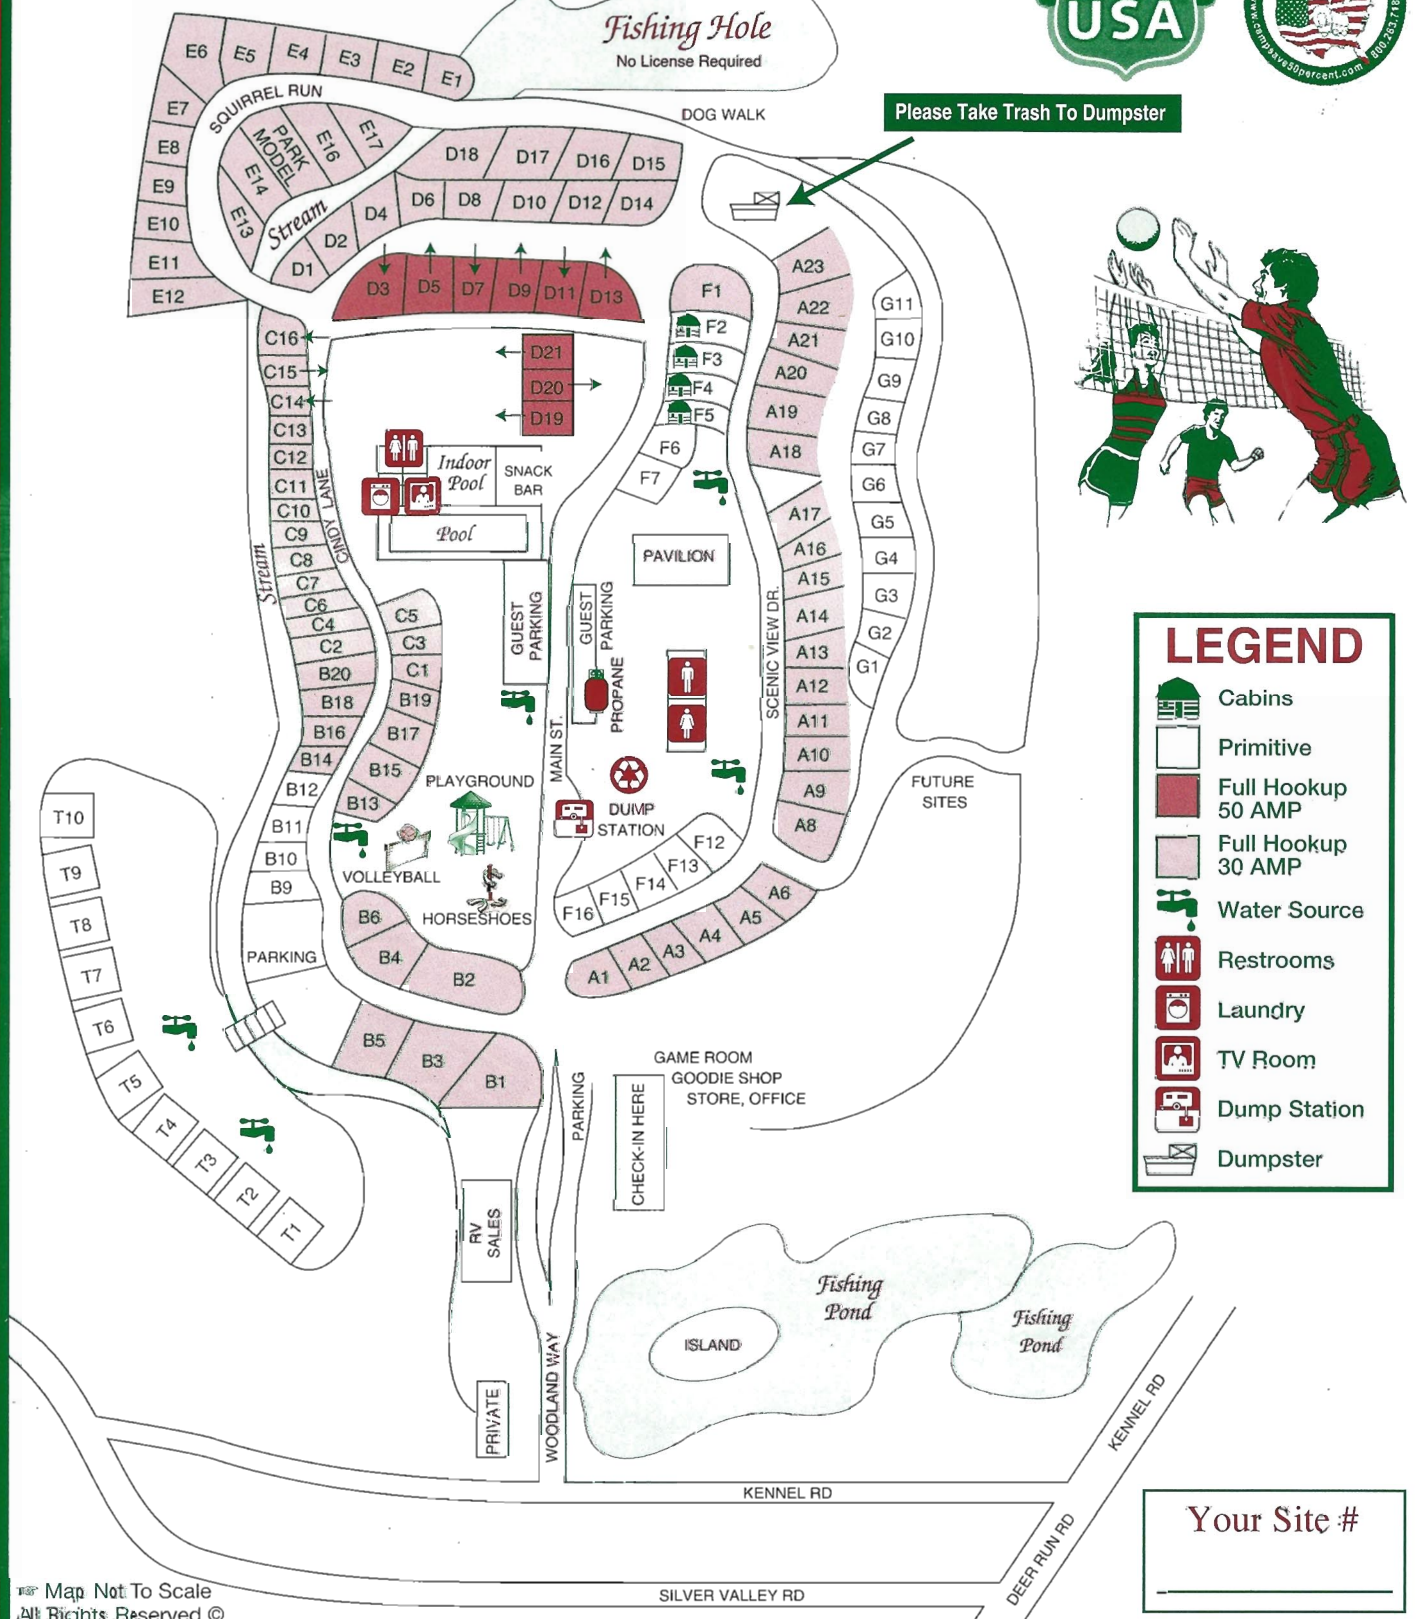 Fishing Hole
No License Required
USA
www.campsave50percent.com
DOG WALK
Please Take Trash To Dumpster
E6
E5
E4
E3
E2
E1
SQUIRREL RUN
E7
E8
E9
E10
E11
E12
E17
E16
PARK
MODEL
E14
E13
Stream
D18
D17
D16
D15
D1
D2
D4
D6
D8
D10
D12
D14
D3
D5
D7
D9
D11
D13
D21
D20
D19
C16
C15
C14
C13
C12
C11
C10
C9
C8
C7
C6
C4
C2
B20
B18
B16
B14
B12
B11
B10
B9
PARKING
CINDY LANE
Stream
C5
C3
C1
B19
B17
B15
B13
Indoor
Pool
SNACK
BAR
Pool
GUEST
PARKING
GUEST
PARKING
PROPANE
MAIN ST.
F1
F2
F3
F4
F5
F6
F7
PAVILION
SCENIC VIEW DR.
A23
A22
A21
A20
A19
A18
A17
A16
A15
A14
A13
A12
A11
A10
A9
A8
G11
G10
G9
G8
G7
G6
G5
G4
G3
G2
G1
FUTURE
SITES
PLAYGROUND
VOLLEYBALL
HORSESHOES
DUMP
STATION
F12
F13
F14
F15
F16
A6
A5
A4
A3
A2
A1
B6
B4
B2
B5
B3
B1
T10
T9
T8
T7
T6
T5
T4
T3
T2
T1
GAME ROOM
GOODIE SHOP
STORE, OFFICE
PARKING
CHECK-IN HERE
RV
SALES
PRIVATE
WOODLAND WAY
Fishing
Pond
ISLAND
Fishing
Pond
KENNEL RD
KENNEL RD
DEER RUN RD
SILVER VALLEY RD
LEGEND
Cabins
Primitive
Full Hookup
50 AMP
Full Hookup
30 AMP
Water Source
Restrooms
Laundry
TV Room
Dump Station
Dumpster
Your Site #
Map Not To Scale
All Rights Reserved ©